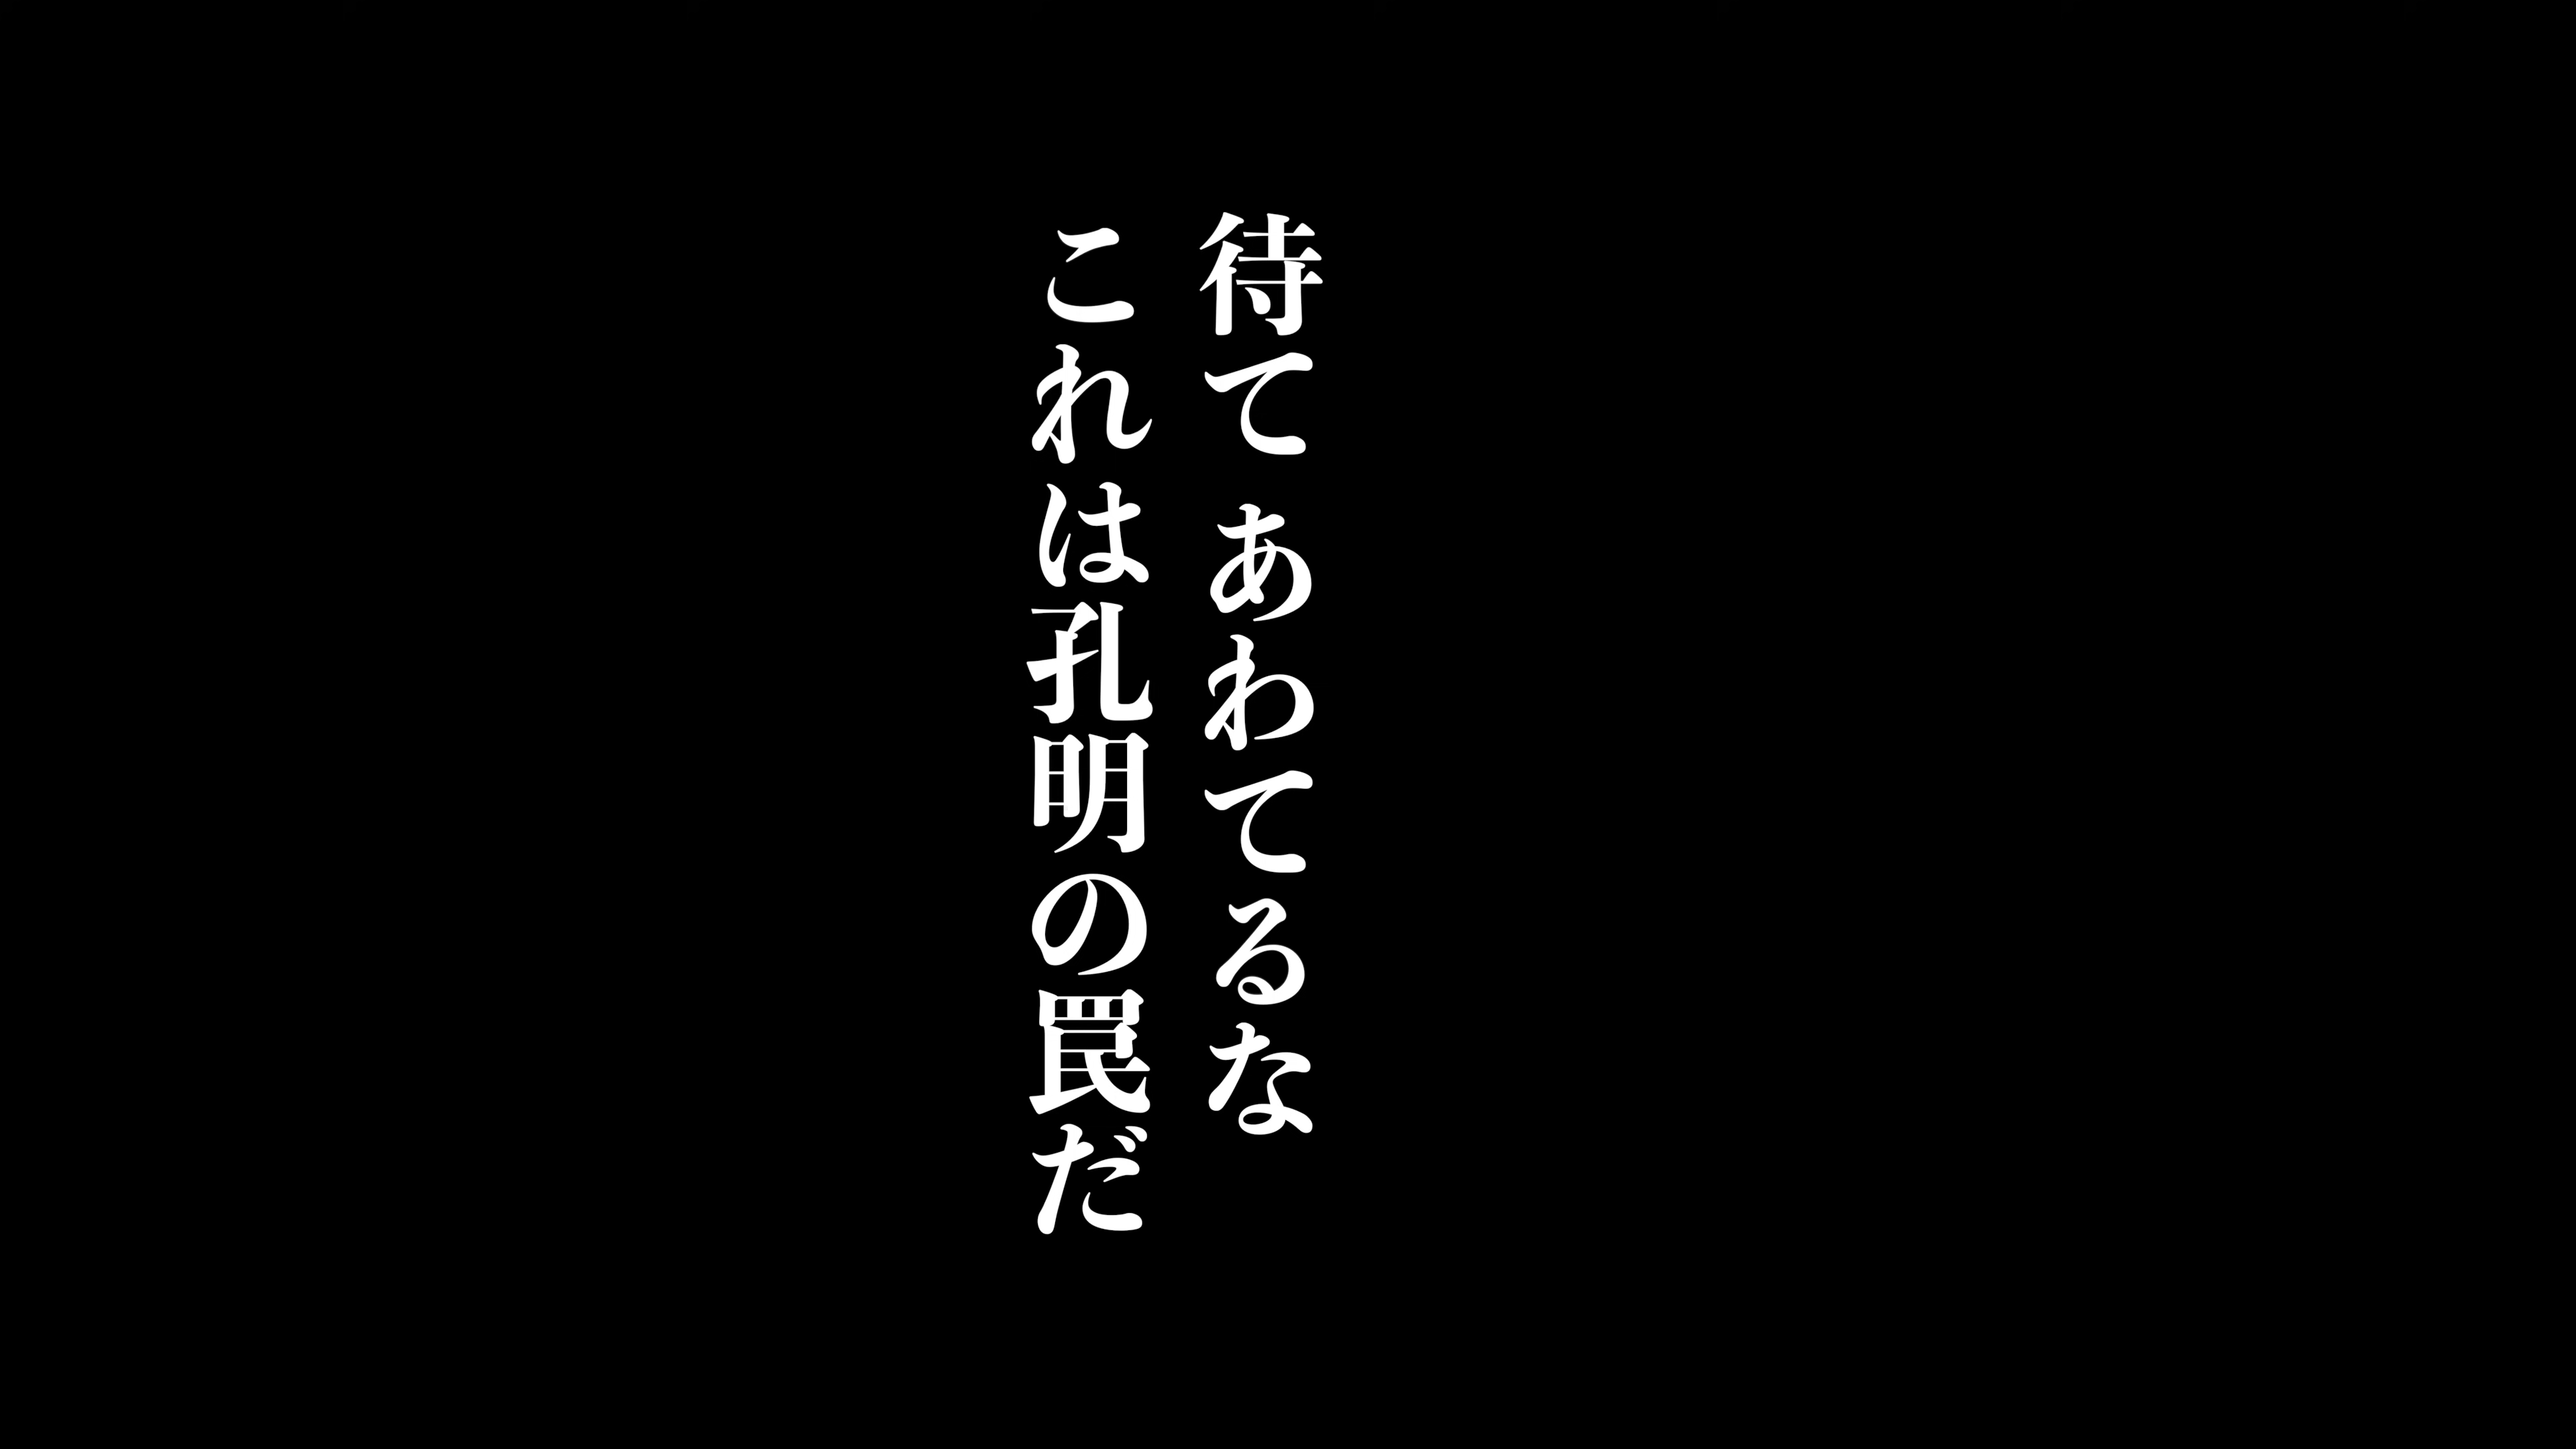 待て あわてるな
これは孔明の罠だ